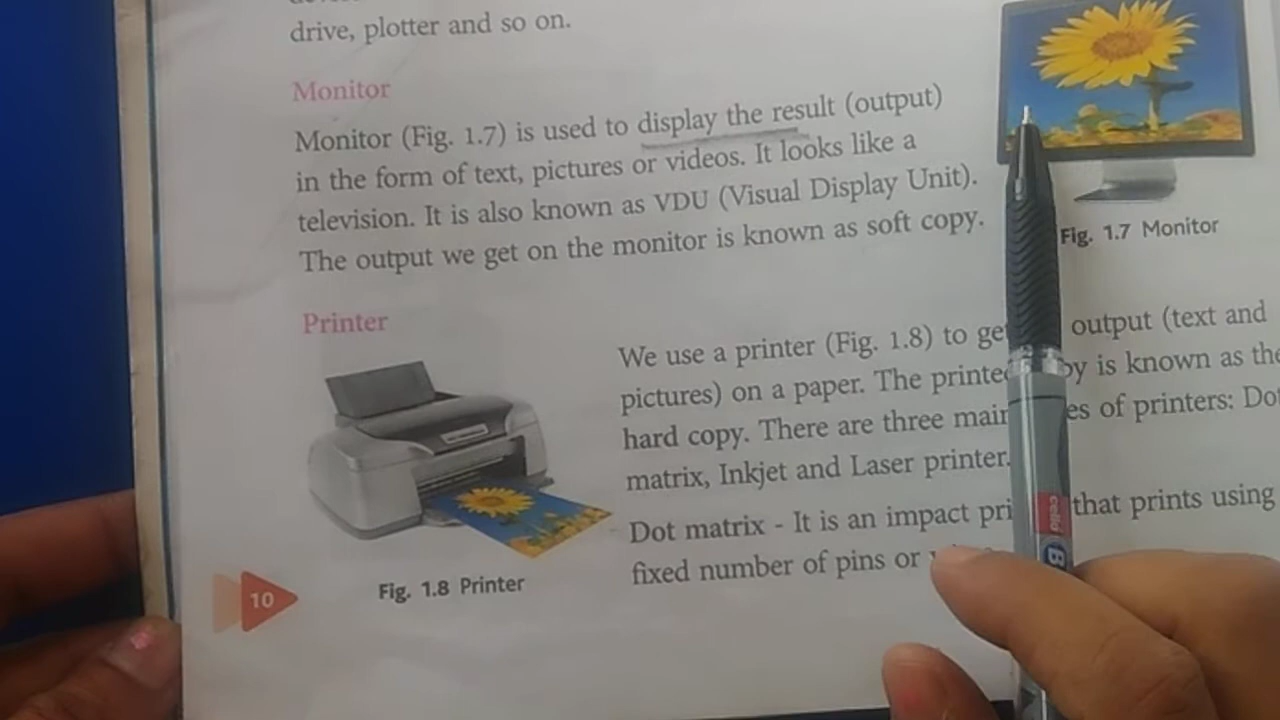 drive, plotter and so on.
Monitor
Monitor (Fig. 1.7) is used to display the result (output)
in the form of text, pictures or videos. It looks like a
television. It is also known as VDU (Visual Display Unit).
The output we get on the monitor is known as soft copy.
Fig. 1.7 Monitor
Printer
We use a printer (Fig. 1.8) to get output (text and
pictures) on a paper. The printed is known as the
hard copy. There are three main of printers: Dot
matrix, Inkjet and Laser printer.
Dot matrix - It is an impact that prints using
fixed number of pins or
Fig. 1.8 Printer
10
cello